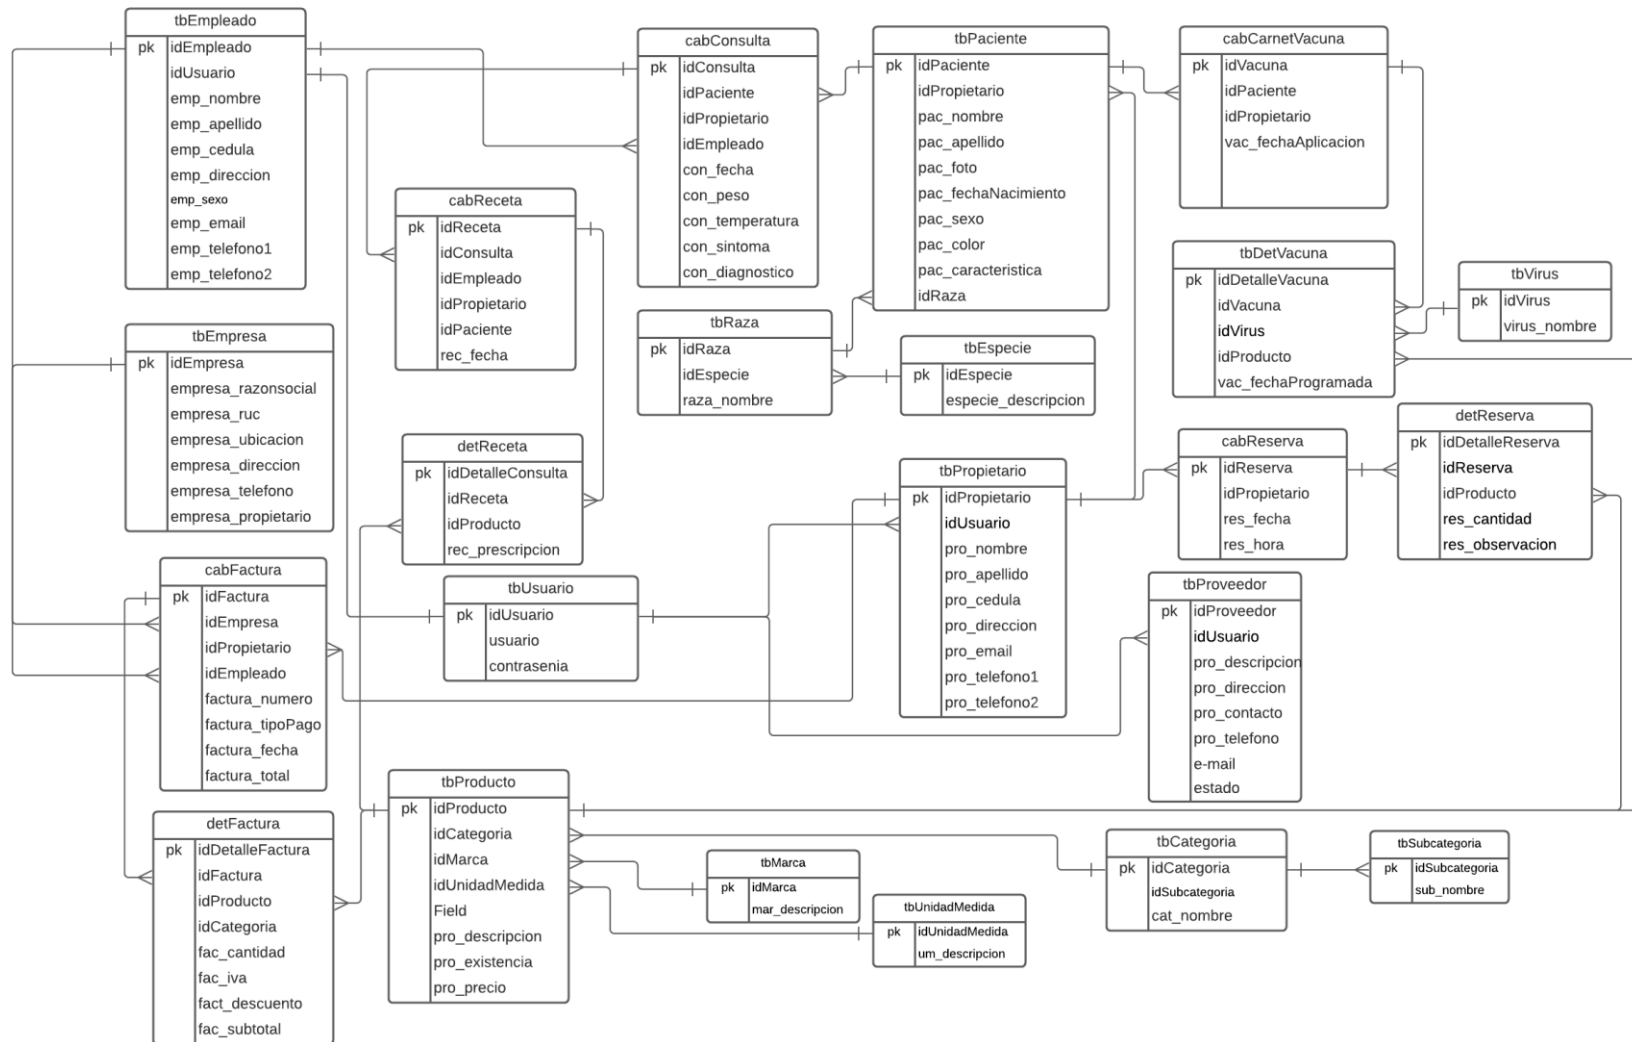 tbEmpleado
pk idEmpleado
idUsuario
emp_nombre
emp_apellido
emp_cedula
emp_direccion
emp_sexo
emp_email
emp_telefono1
emp_telefono2
tbEmpresa
pk idEmpresa
empresa_razonsocial
empresa_ruc
empresa_ubicacion
empresa_direccion
empresa_telefono
empresa_propietario
cabFactura
pk idFactura
idEmpresa
idPropietario
idEmpleado
factura_numero
factura_tipoPago
factura_fecha
factura_total
detFactura
pk idDetalleFactura
idFactura
idProducto
idCategoria
fac_cantidad
fac_iva
fact_descuento
fac_subtotal
cabReceta
pk idReceta
idConsulta
idEmpleado
idPropietario
idPaciente
rec_fecha
detReceta
pk idDetalleConsulta
idReceta
idProducto
rec_prescripcion
tbUsuario
pk idUsuario
usuario
contrasenia
tbProducto
pk idProducto
idCategoria
idMarca
idUnidadMedida
Field
pro_descripcion
pro_existencia
pro_precio
cabConsulta
pk idConsulta
idPaciente
idPropietario
idEmpleado
con_fecha
con_peso
con_temperatura
con_sintoma
con_diagnostico
tbRaza
pk idRaza
idEspecie
raza_nombre
tbPaciente
pk idPaciente
idPropietario
pac_nombre
pac_apellido
pac_foto
pac_fechaNacimiento
pac_sexo
pac_color
pac_caracteristica
idRaza
tbEspecie
pk idEspecie
especie_descripcion
tbPropietario
pk idPropietario
idUsuario
pro_nombre
pro_apellido
pro_cedula
pro_direccion
pro_email
pro_telefono1
pro_telefono2
tbMarca
pk idMarca
mar_descripcion
tbUnidadMedida
pk idUnidadMedida
um_descripcion
cabCarnetVacuna
pk idVacuna
idPaciente
idPropietario
vac_fechaAplicacion
tbDetVacuna
pk idDetalleVacuna
idVacuna
idVirus
idProducto
vac_fechaProgramada
tbVirus
pk idVirus
virus_nombre
cabReserva
pk idReserva
idPropietario
res_fecha
res_hora
detReserva
pk idDetalleReserva
idReserva
idProducto
res_cantidad
res_observacion
tbProveedor
pk idProveedor
idUsuario
pro_descripcion
pro_direccion
pro_contacto
pro_telefono
e-mail
estado
tbCategoria
pk idCategoria
idSubcategoria
cat_nombre
tbSubcategoria
pk idSubcategoria
sub_nombre